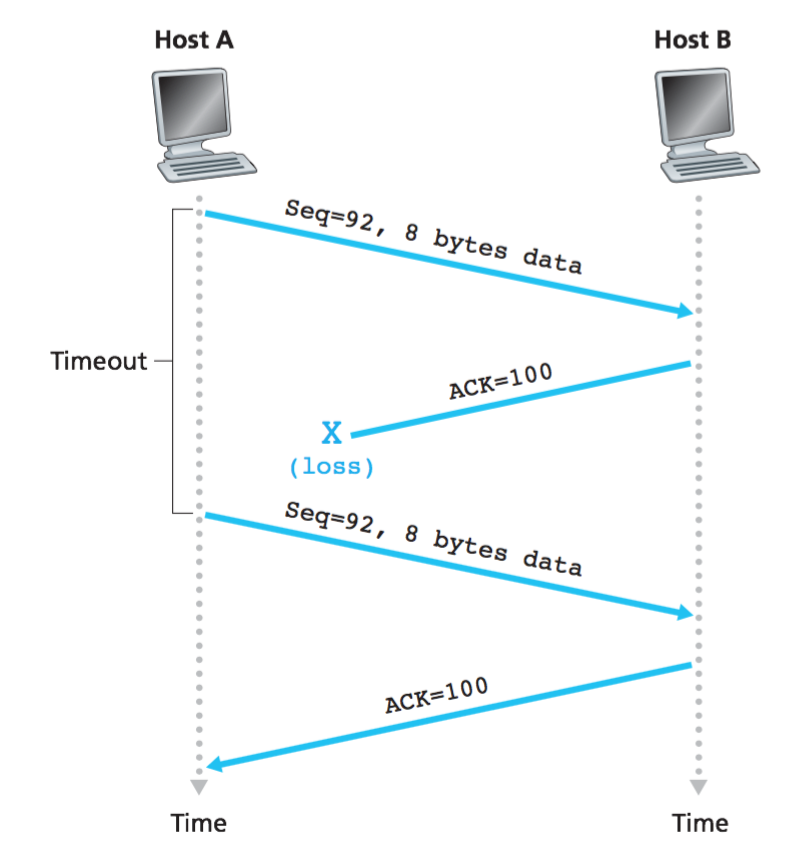 Host A
Host B
Seq=92, 8 bytes data
Timeout
ACK=100
X
(loss)
Seq=92, 8 bytes data
ACK=100
Time
Time